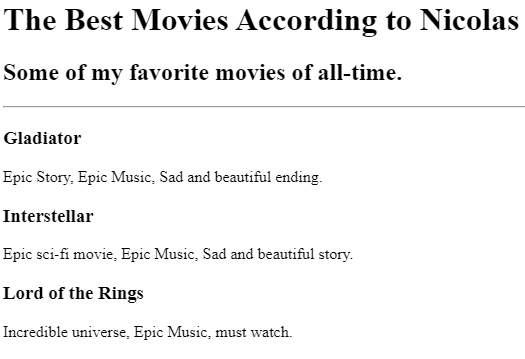 The Best Movies According to Nicolas
Some of my favorite movies of all-time.
Gladiator
Epic Story, Epic Music, Sad and beautiful ending.
Interstellar
Epic sci-fi movie, Epic Music, Sad and beautiful story.
Lord of the Rings
Incredible universe, Epic Music, must watch.